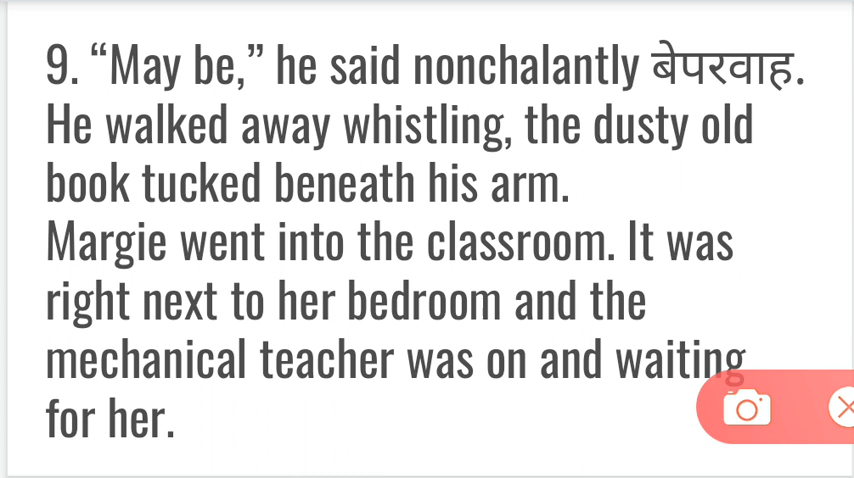 9. “May be,” he said nonchalantly बेपरवाह.
He walked away whistling, the dusty old
book tucked beneath his arm.
Margie went into the classroom. It was
right next to her bedroom and the
mechanical teacher was on and waiting
for her.